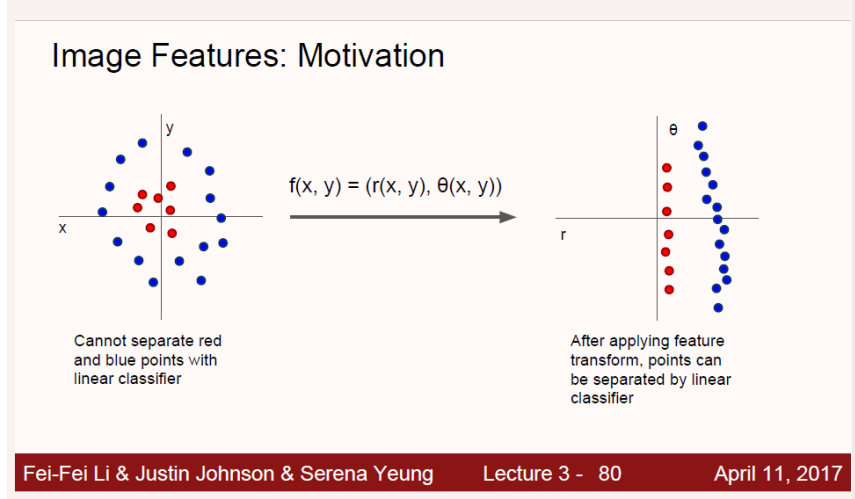 Image Features: Motivation
y
x
f(x, y) = (r(x, y), θ(x, y))
θ
r
Cannot separate red
and blue points with
linear classifier
After applying feature
transform, points can
be separated by linear
classifier
Fei-Fei Li & Justin Johnson & Serena Yeung Lecture 3 - 80 April 11, 2017